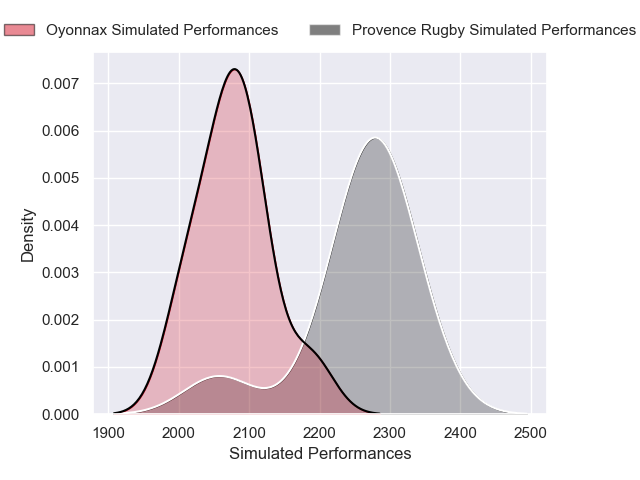 Oyonnax Simulated Performances
Provence Rugby Simulated Performances
0.007
0.006
0.005
0.004
0.003
0.002
0.001
0.000
Density
1900 2000 2100 2200 2300 2400 2500
Simulated Performances